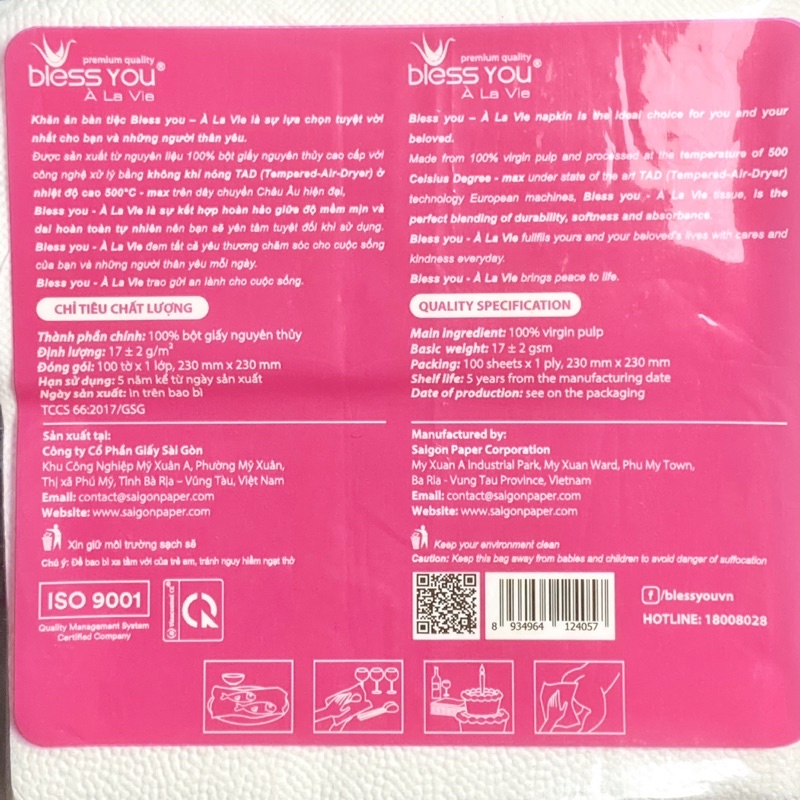 premium quality
bless you®
À La Vie
Khăn ăn bàn tiệc Bless you – À La Vie là sự lựa chọn tuyệt vời
nhất cho bạn và những người thân yêu.
Được sản xuất từ nguyên liệu 100% bột giấy nguyên thủy cao cấp với
công nghệ xử lý bằng không khí nóng TAD (Tempered-Air-Dryer) ở
nhiệt độ cao 500°C - max trên dây chuyền Châu Âu hiện đại,
Bless you - À La Vie là sự kết hợp hoàn hảo giữa độ mềm mịn và
dai hoàn toàn tự nhiên nên bạn sẽ yên tâm tuyệt đối khi sử dụng.
Bless you - À La Vie đem tất cả yêu thương chăm sóc cho cuộc sống
của bạn và những người thân yêu mỗi ngày.
Bless you - À La Vie trao gửi an lành cho cuộc sống.
CHỈ TIÊU CHẤT LƯỢNG
Thành phần chính: 100% bột giấy nguyên thủy
Định lượng: 17 ± 2 g/m²
Đóng gói: 100 tờ x 1 lớp, 230 mm x 230 mm
Hạn sử dụng: 5 năm kể từ ngày sản xuất
Ngày sản xuất: in trên bao bì
TCCS 66:2017/GSG
Sản xuất tại:
Công ty Cổ Phần Giấy Sài Gòn
Khu Công Nghiệp Mỹ Xuân A, Phường Mỹ Xuân,
Thị xã Phú Mỹ, Tỉnh Bà Rịa – Vũng Tàu, Việt Nam
Email: contact@saigonpaper.com
Website: www.saigonpaper.com
Xin giữ môi trường sạch sẽ
Chú ý: Để bao bì xa tầm với của trẻ em, tránh nguy hiểm ngạt thở
ISO 9001
Quality Management System
Certified Company
premium quality
bless you®
À La Vie
Bless you – À La Vie napkin is the ideal choice for you and your
beloved.
Made from 100% virgin pulp and processed at the temperature of 500
Celsius Degree - max under state of the art TAD (Tempered-Air-Dryer)
technology European machines, Bless you - À La Vie tissue, is the
perfect blending of durability, softness and absorbence.
Bless you - À La Vie fullfils yours and your beloved's lives with cares and
kindness everyday.
Bless you - À La Vie brings peace to life.
QUALITY SPECIFICATION
Main ingredient: 100% virgin pulp
Basic weight: 17 ± 2 gsm
Packing: 100 sheets x 1 ply, 230 mm x 230 mm
Shelf life: 5 years from the manufacturing date
Date of production: see on the packaging
Manufactured by:
Saigon Paper Corporation
My Xuan A Industrial Park, My Xuan Ward, Phu My Town,
Ba Ria - Vung Tau Province, Vietnam
Email: contact@saigonpaper.com
Website: www.saigonpaper.com
Keep your environment clean
Caution: Keep this bag away from babies and children to avoid danger of suffocation
8 934964 124057
/blessyouvn
HOTLINE: 18008028